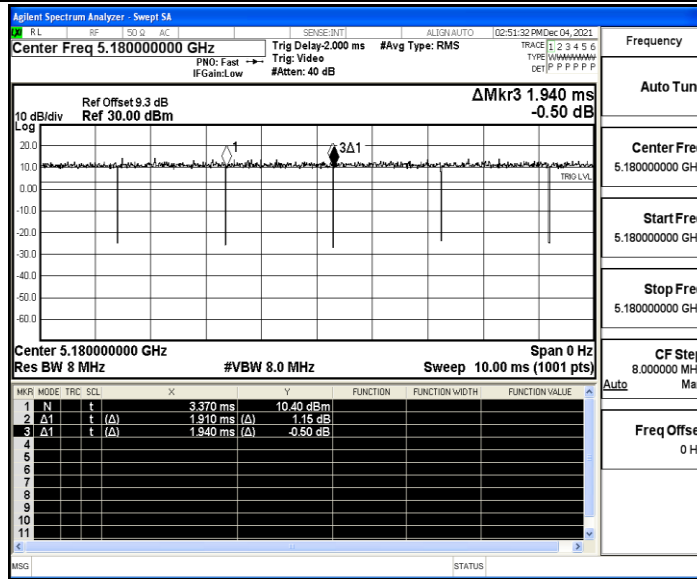 Agilent Spectrum Analyzer - Swept SA
RL RF 50 Ω AC SENSE:INT ALIGN AUTO 02:51:32 PM Dec 04, 2021
Center Freq 5.180000000 GHz
PNO: Fast
IFGain:Low
Trig Delay-2.000 ms
Trig: Video
#Atten: 40 dB
#Avg Type: RMS
TRACE 1 2 3 4 5 6
TYPE WWWWWW
DET P P P P P P
Frequency
Auto Tun
Center Fre
5.180000000 GH
Start Fre
5.180000000 GH
Stop Fre
5.180000000 GH
CF Ste
8.000000 MH
Auto Ma
Freq Offse
0 H
ΔMkr3 1.940 ms
-0.50 dB
Ref Offset 9.3 dB
10 dB/div Ref 30.00 dBm
Log
20.0
10.0
0.00
-10.0
-20.0
-30.0
-40.0
-50.0
-60.0
1
3Δ1
TRIG LVL
Center 5.180000000 GHz Span 0 Hz
Res BW 8 MHz #VBW 8.0 MHz Sweep 10.00 ms (1001 pts)
MKR MODE TRC SCL X Y FUNCTION FUNCTION WIDTH FUNCTION VALUE
1 N t 3.370 ms 10.40 dBm
2 Δ1 t (Δ) 1.910 ms (Δ) 1.15 dB
3 Δ1 t (Δ) 1.940 ms (Δ) -0.50 dB
4
5
6
7
8
9
10
11
MSG STATUS